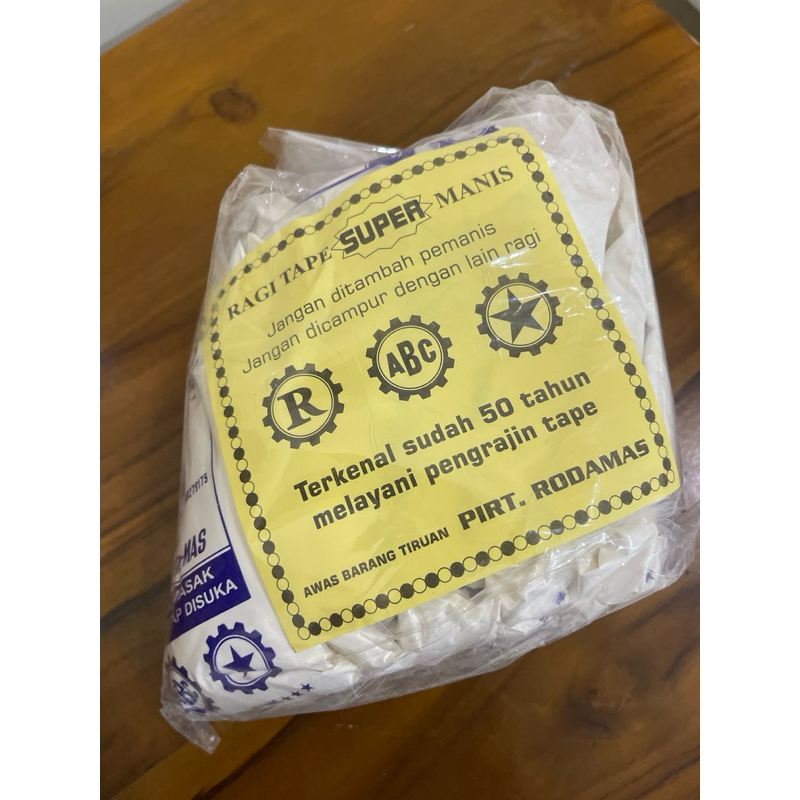 RAGI TAPE SUPER MANIS
Jangan ditambah pemanis
Jangan dicampur dengan lain ragi
R
ABC
Terkenal sudah 50 tahun
melayani pengrajin tape
AWAS BARANG TIRUAN PIRT. RODAMAS
MAS
ASAK
DISUKA